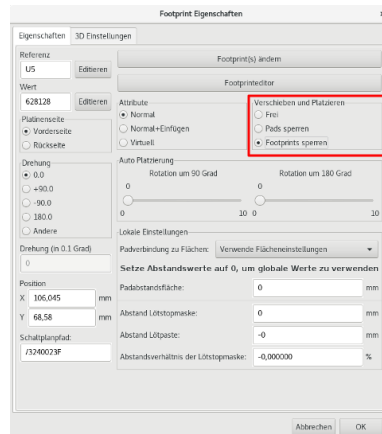 Footprint Eigenschaften
Eigenschaften
3D Einstellungen
Referenz
U5
Editieren
Wert
628128
Editieren
Platinenseite
Vorderseite
Rückseite
Drehung
0.0
+90.0
-90.0
180.0
Andere
Drehung (in 0.1 Grad)
0
Position
X 106,045 mm
Y 68,58 mm
Schaltplanpfad:
/3240023F
Footprint(s) ändern
Footprinteditor
Attribute
Normal
Normal+Einfügen
Virtuell
Verschieben und Platzieren
Frei
Pads sperren
Footprints sperren
Auto Platzierung
Rotation um 90 Grad
0
0 10
Rotation um 180 Grad
0
0 10
Lokale Einstellungen
Padverbindung zu Flächen: Verwende Flächeneinstellungen
Setze Abstandswerte auf 0, um globale Werte zu verwenden
Padabstandsfläche: 0 mm
Abstand Lötstopmaske: 0 mm
Abstand Lötpaste: -0 mm
Abstandsverhältnis der Lötstopmaske: -0,000000 %
Abbrechen
OK